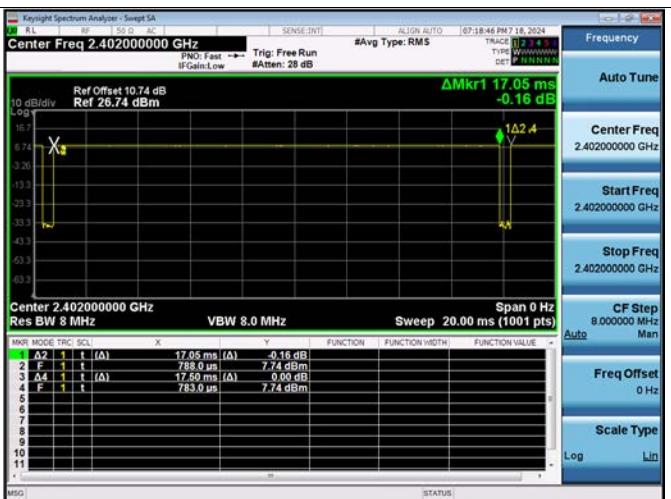 Keysight Spectrum Analyzer - Swept SA
RL RF 50 Ω AC SENSE:INT ALIGN AUTO 07:18:46 PM 7 18, 2024
Center Freq 2.402000000 GHz #Avg Type: RMS TRACE 1 2 3 4 5
PNO: Fast Trig: Free Run TYPE
IFGain:Low #Atten: 28 dB DET P N N N N N
Frequency
Auto Tune
Ref Offset 10.74 dB ΔMkr1 17.05 ms
10 dB/div Ref 26.74 dBm -0.16 dB
Log
16.7
6.74
-3.26
-13.3
-23.3
-33.3
-43.3
-53.3
-63.3
X
1Δ2
Center Freq
2.402000000 GHz
Start Freq
2.402000000 GHz
Stop Freq
2.402000000 GHz
Center 2.402000000 GHz Span 0 Hz
Res BW 8 MHz VBW 8.0 MHz Sweep 20.00 ms (1001 pts)
CF Step
8.000000 MHz
Auto Man
MKR MODE TRC SCL X Y FUNCTION FUNCTION WIDTH FUNCTION VALUE
1 Δ2 1 t (Δ) 17.05 ms (Δ) -0.16 dB
2 F 1 t 788.0 µs 7.74 dBm
3 Δ4 1 t (Δ) 17.50 ms (Δ) 0.00 dB
4 F 1 t 783.0 µs 7.74 dBm
5
6
7
8
9
10
11
Freq Offset
0 Hz
Scale Type
Log Lin
MSG STATUS